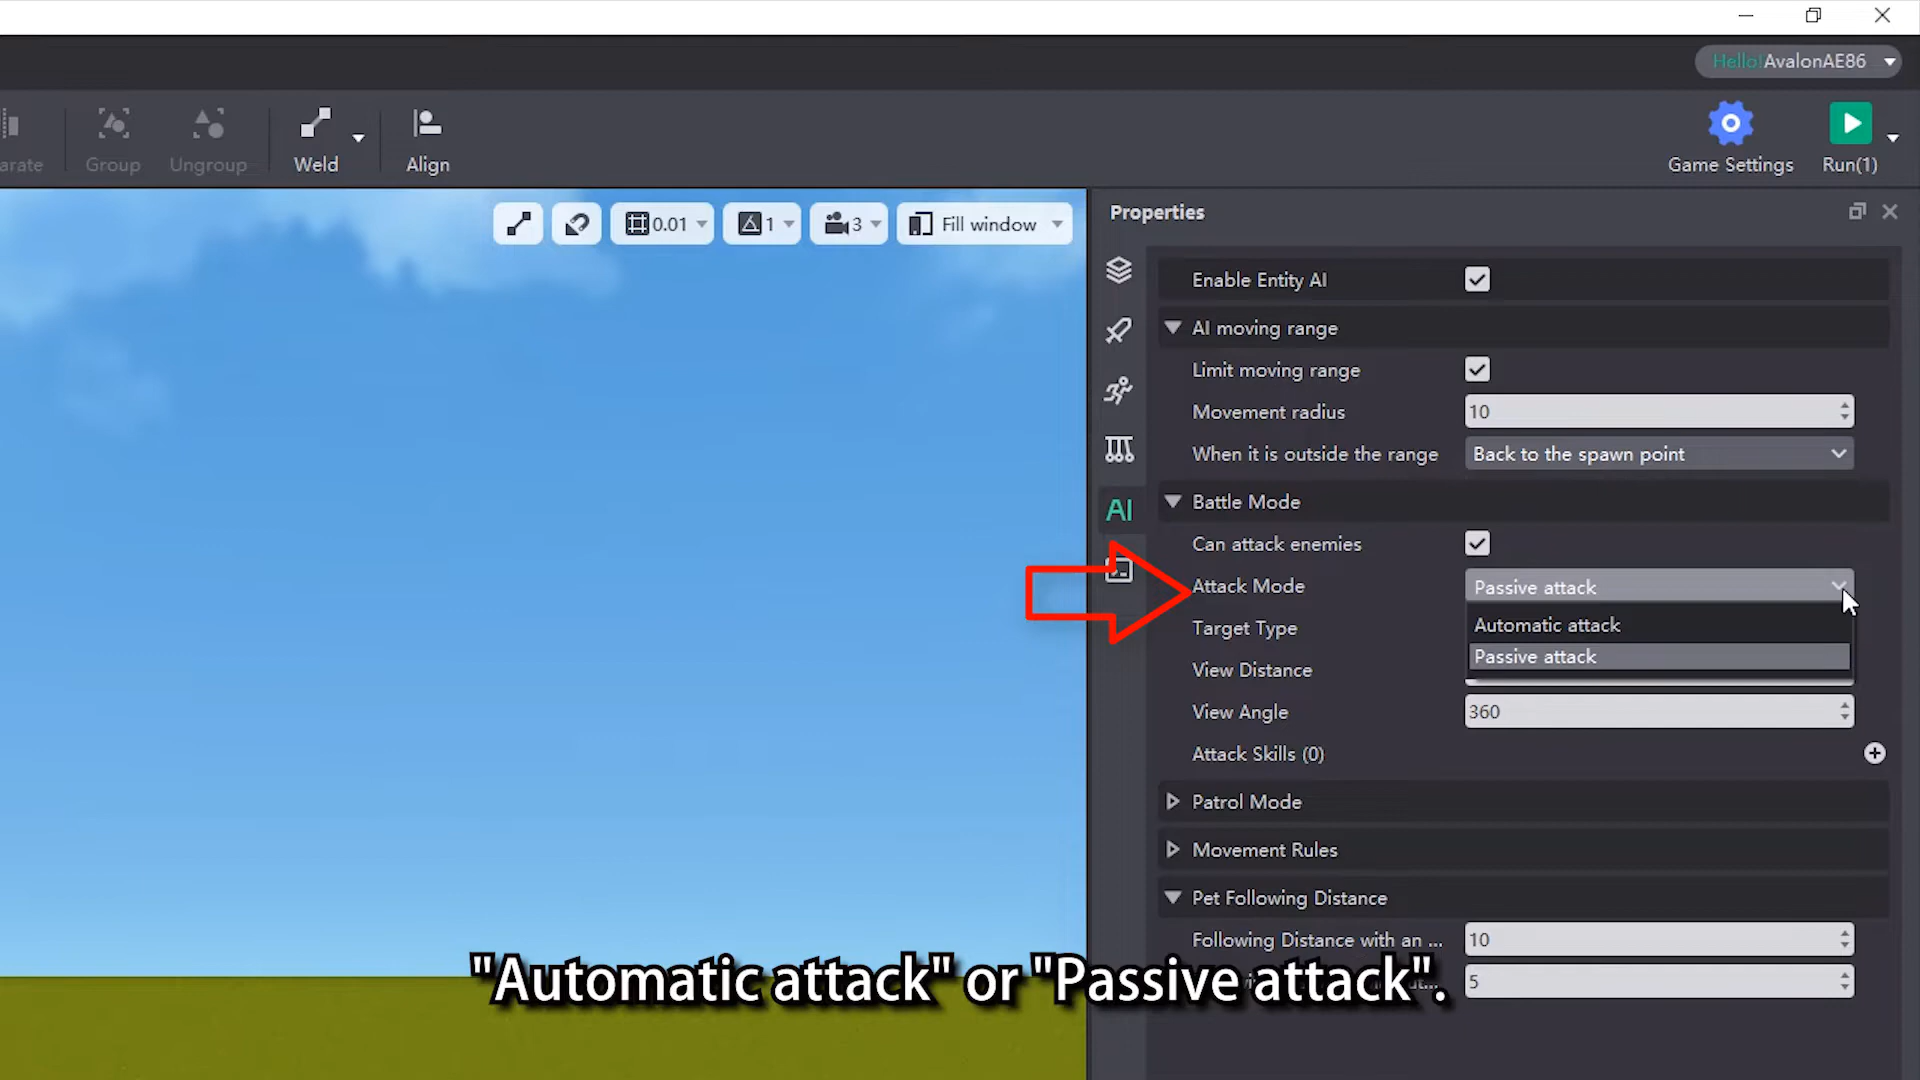 Hello!AvalonAE86
arate
Group
Ungroup
Weld
Align
Game Settings
Run(1)
0.01
1
3
Fill window
Properties
Enable Entity AI
AI moving range
Limit moving range
Movement radius
10
When it is outside the range
Back to the spawn point
AI
Battle Mode
Can attack enemies
Attack Mode
Passive attack
Automatic attack
Target Type
Passive attack
View Distance
View Angle
360
Attack Skills (0)
Patrol Mode
Movement Rules
Pet Following Distance
Following Distance with an ...
10
5
"Automatic attack" or "Passive attack".